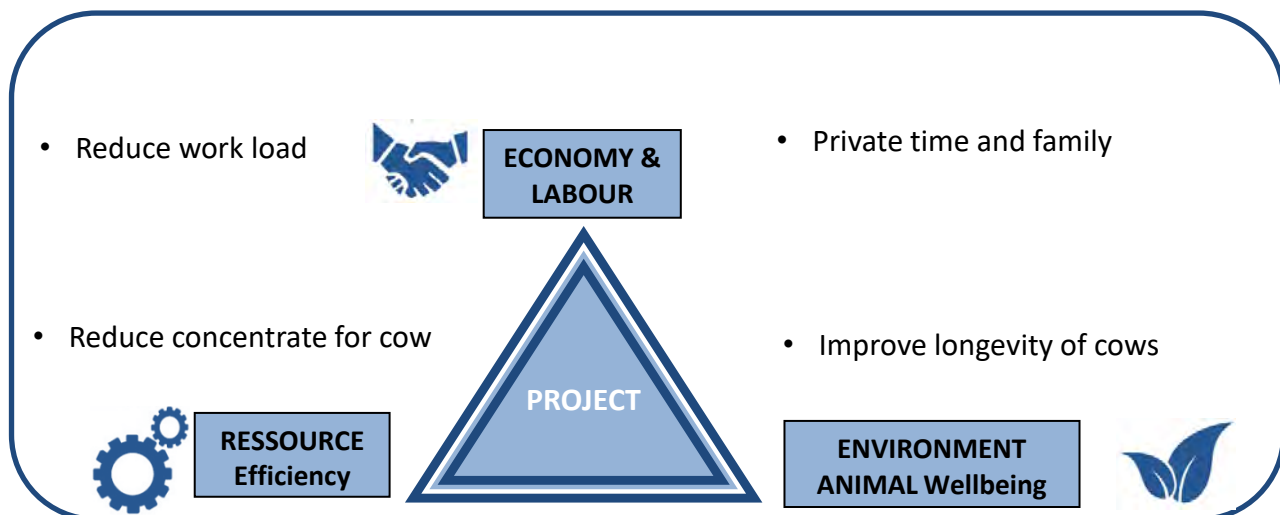 • Reduce work load
ECONOMY &
LABOUR
• Private time and family
• Reduce concentrate for cow
• Improve longevity of cows
PROJECT
RESSOURCE
Efficiency
ENVIRONMENT
ANIMAL Wellbeing